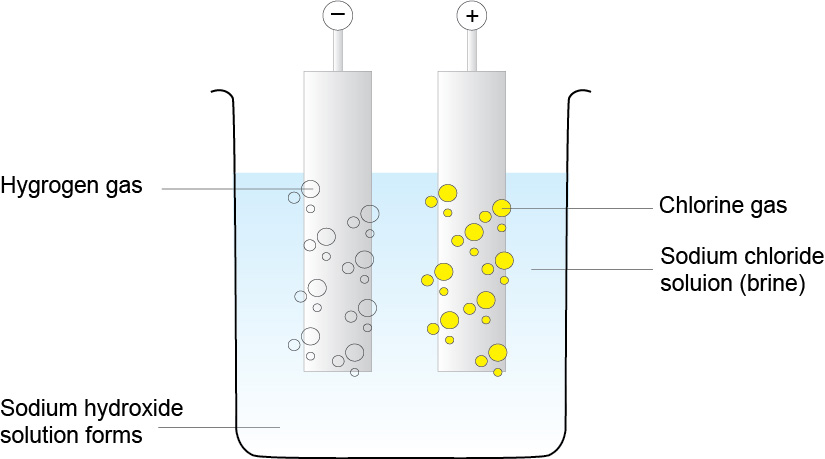 −
+
Hygrogen gas
Chlorine gas
Sodium chloride
soluion (brine)
Sodium hydroxide
solution forms